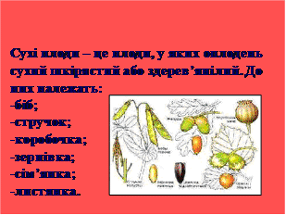 Сухі плоди – це плоди, у яких оплодень
сухий шкірястий або здерев’янілий. До
них належать:
-біб;
-стручок;
-коробочка;
-зернівка;
-сім’янка;
-листянка.